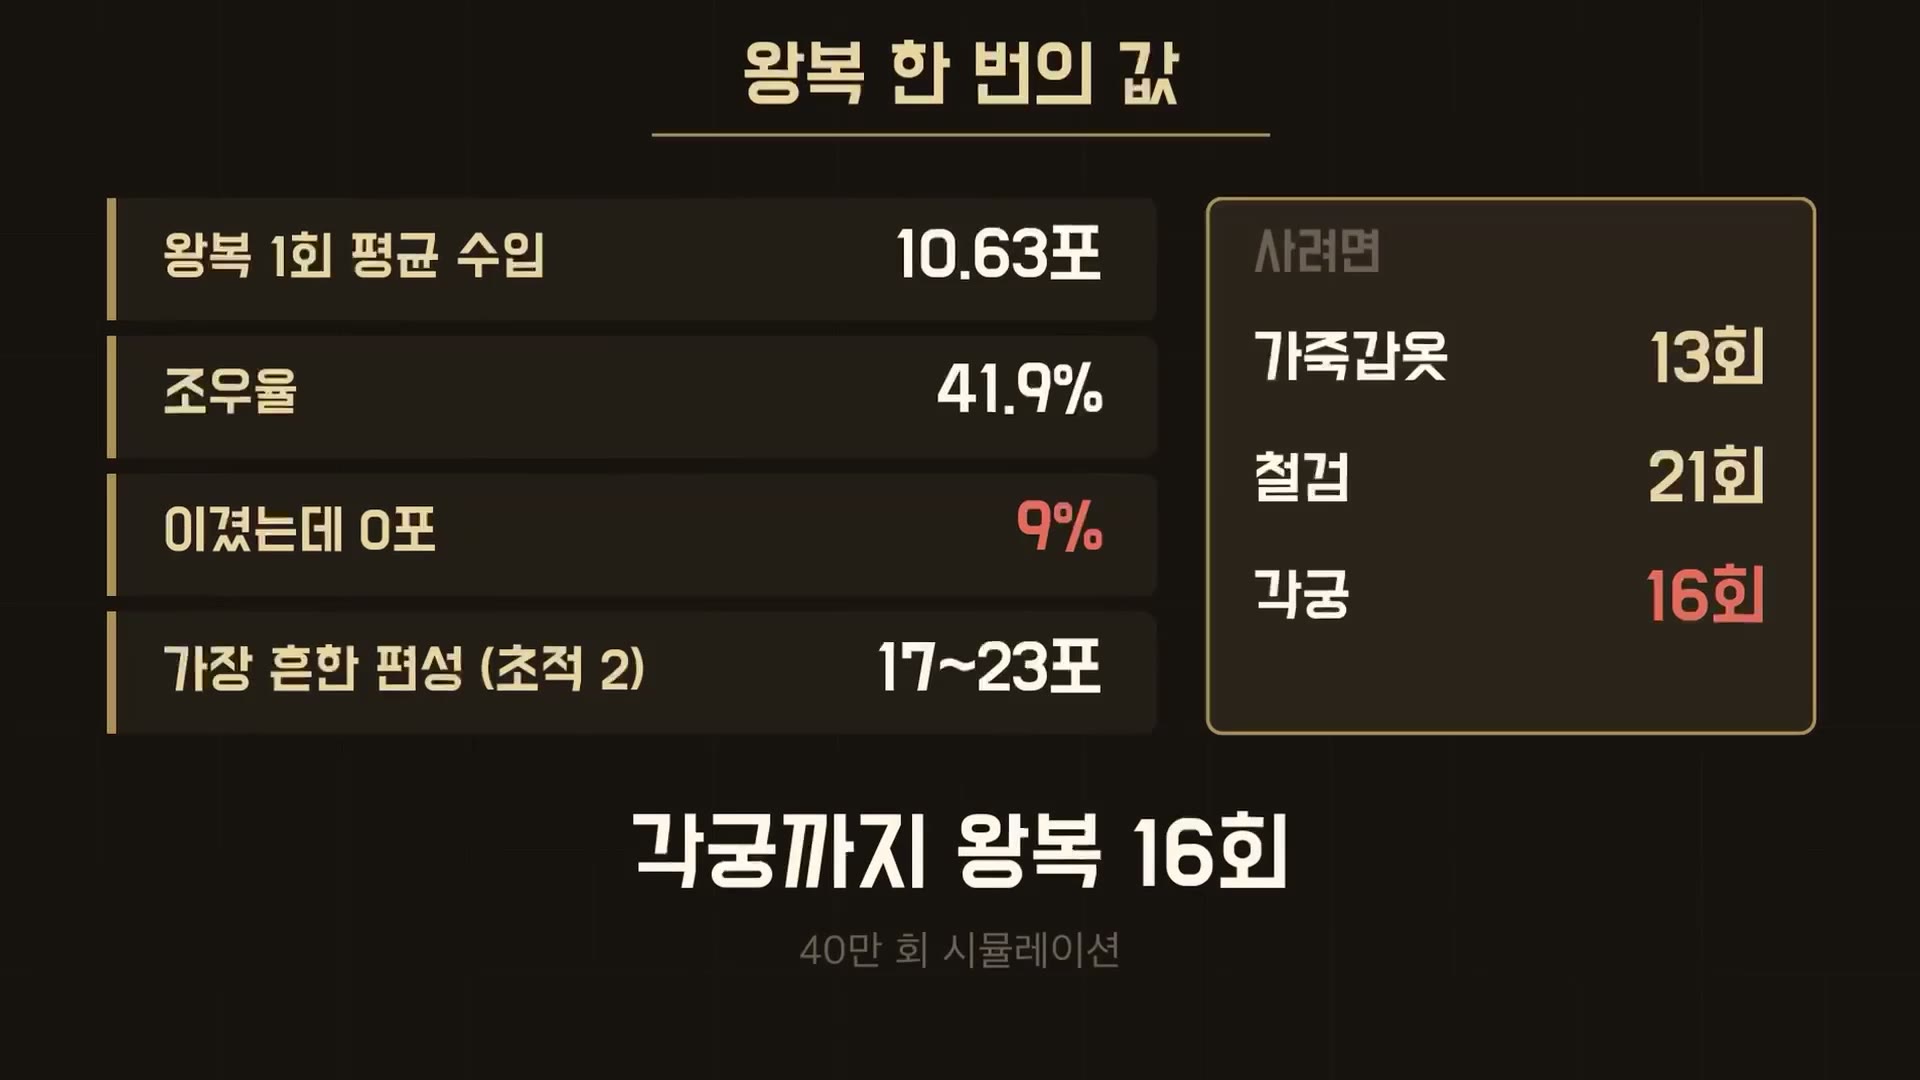 왕복 한 번의 값
왕복 1회 평균 수입 10.63포
조우율 41.9%
이겼는데 0포 9%
가장 흔한 편성 (초적 2) 17~23포
사려면
가죽갑옷 13회
철검 21회
각궁 16회
각궁까지 왕복 16회
40만 회 시뮬레이션